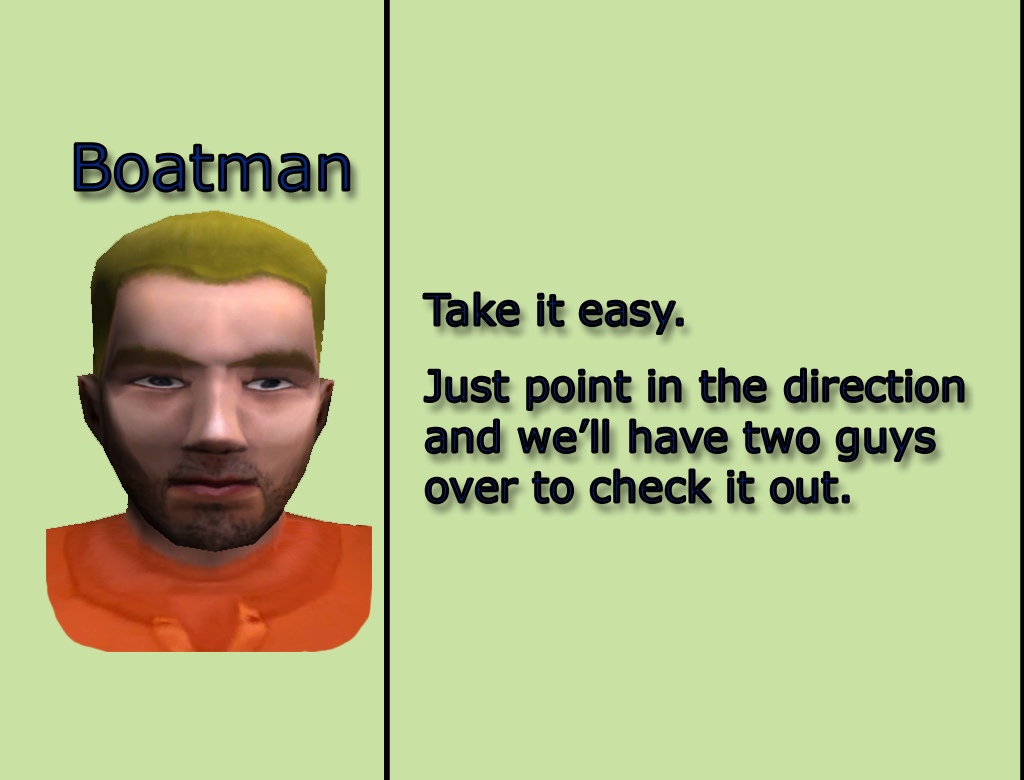 Boatman
Take it easy.
Just point in the direction
and we’ll have two guys
over to check it out.